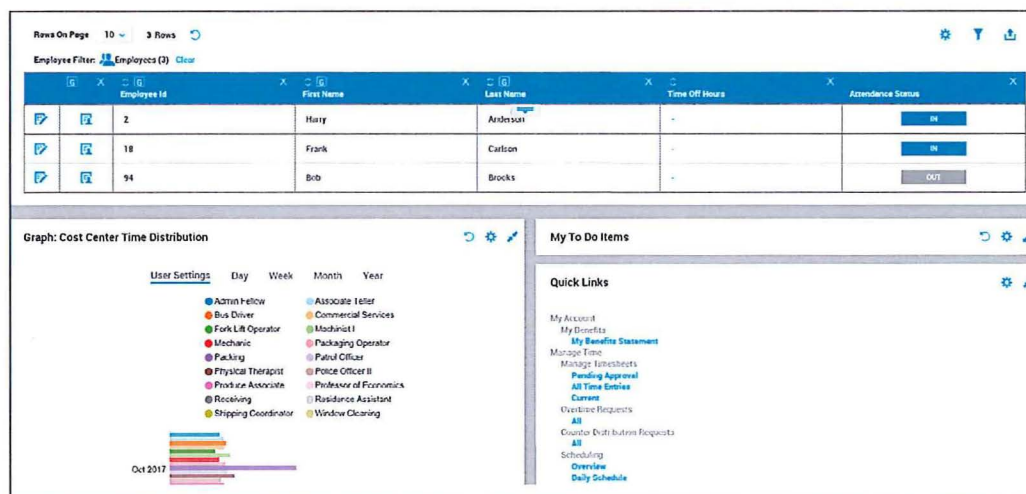 Rows On Page 10 3 Rows
Employee Filter: Employees (3) Clear
G X G X G X G X X X
Employee Id First Name Last Name Time Off Hours Attendance Status
2 Harry Anderson - IN
18 Frank Carlson - IN
94 Bob Brooks - OUT
Graph: Cost Center Time Distribution
User Settings Day Week Month Year
Admin Fellow Associate Teller
Bus Driver Commercial Services
Fork Lift Operator Machinist I
Mechanic Packaging Operator
Packing Patrol Officer
Physical Therapist Police Officer II
Produce Associate Professor of Economics
Receiving Residence Assistant
Shipping Coordinator Window Cleaning
Oct 2017
My To Do Items
Quick Links
My Account
My Benefits
My Benefits Statement
Manage Time
Manage Timesheets
Pending Approval
All Time Entries
Current
Overtime Requests
All
Counter Distribution Requests
All
Scheduling
Overview
Daily Schedule